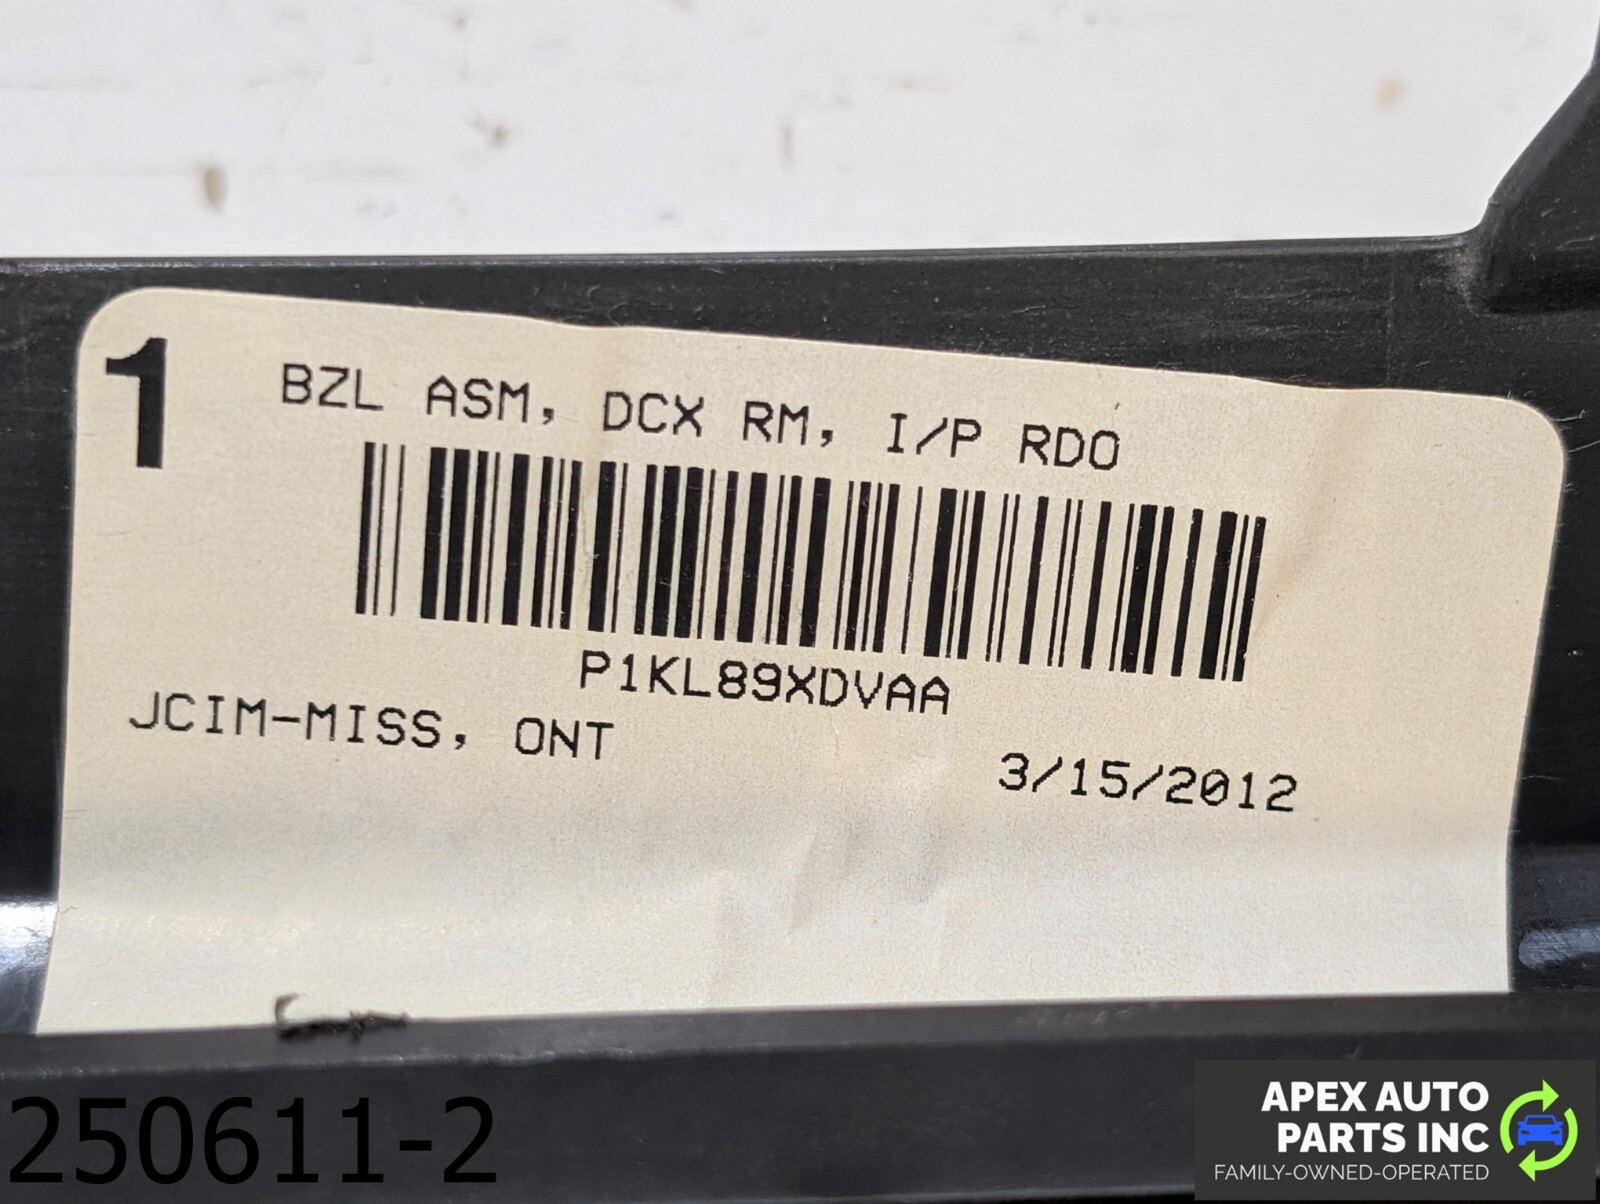 1
BZL ASM, DCX RM, I/P RDO
P1KL89XDVAA
JCIM-MISS, ONT
3/15/2012
250611-2
APEX AUTO
PARTS INC
FAMILY-OWNED-OPERATED